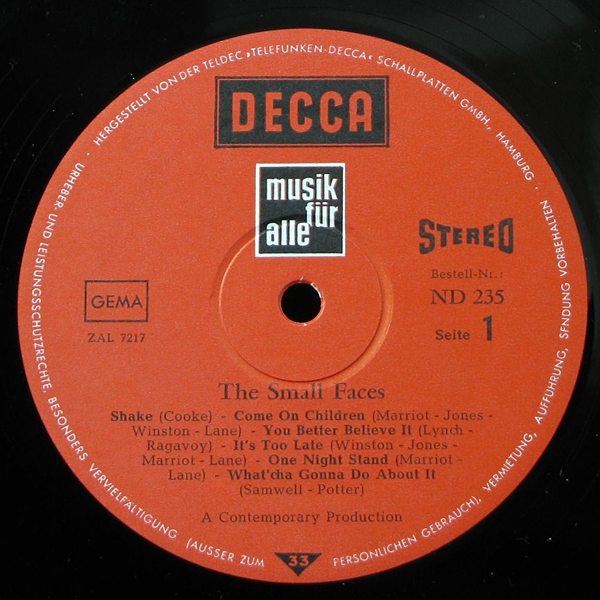 HERGESTELLT VON DER TELDEC »TELEFUNKEN-DECCA« SCHALLPLATTEN GMBH., HAMBURG ·
DECCA
musik
für
alle
STEREO
Bestell-Nr.:
GEMA
ND 235
ZAL 7217
Seite 1
The Small Faces
Shake (Cooke) - Come On Children (Marriot - Jones -
Winston - Lane) - You Better Believe It (Lynch -
Ragavoy) - It's Too Late (Winston - Jones -
Marriot - Lane) - One Night Stand (Marriot -
Lane) - What'cha Gonna Do About It
(Samwell - Potter)
A Contemporary Production
33
URHEBER- UND LEISTUNGSSCHUTZRECHTE, BESONDERS VERVIELFÄLTIGUNG (AUSSER ZUM PERSÖNLICHEN GEBRAUCH), VERMIETUNG, AUFFÜHRUNG, SENDUNG VORBEHALTEN ·